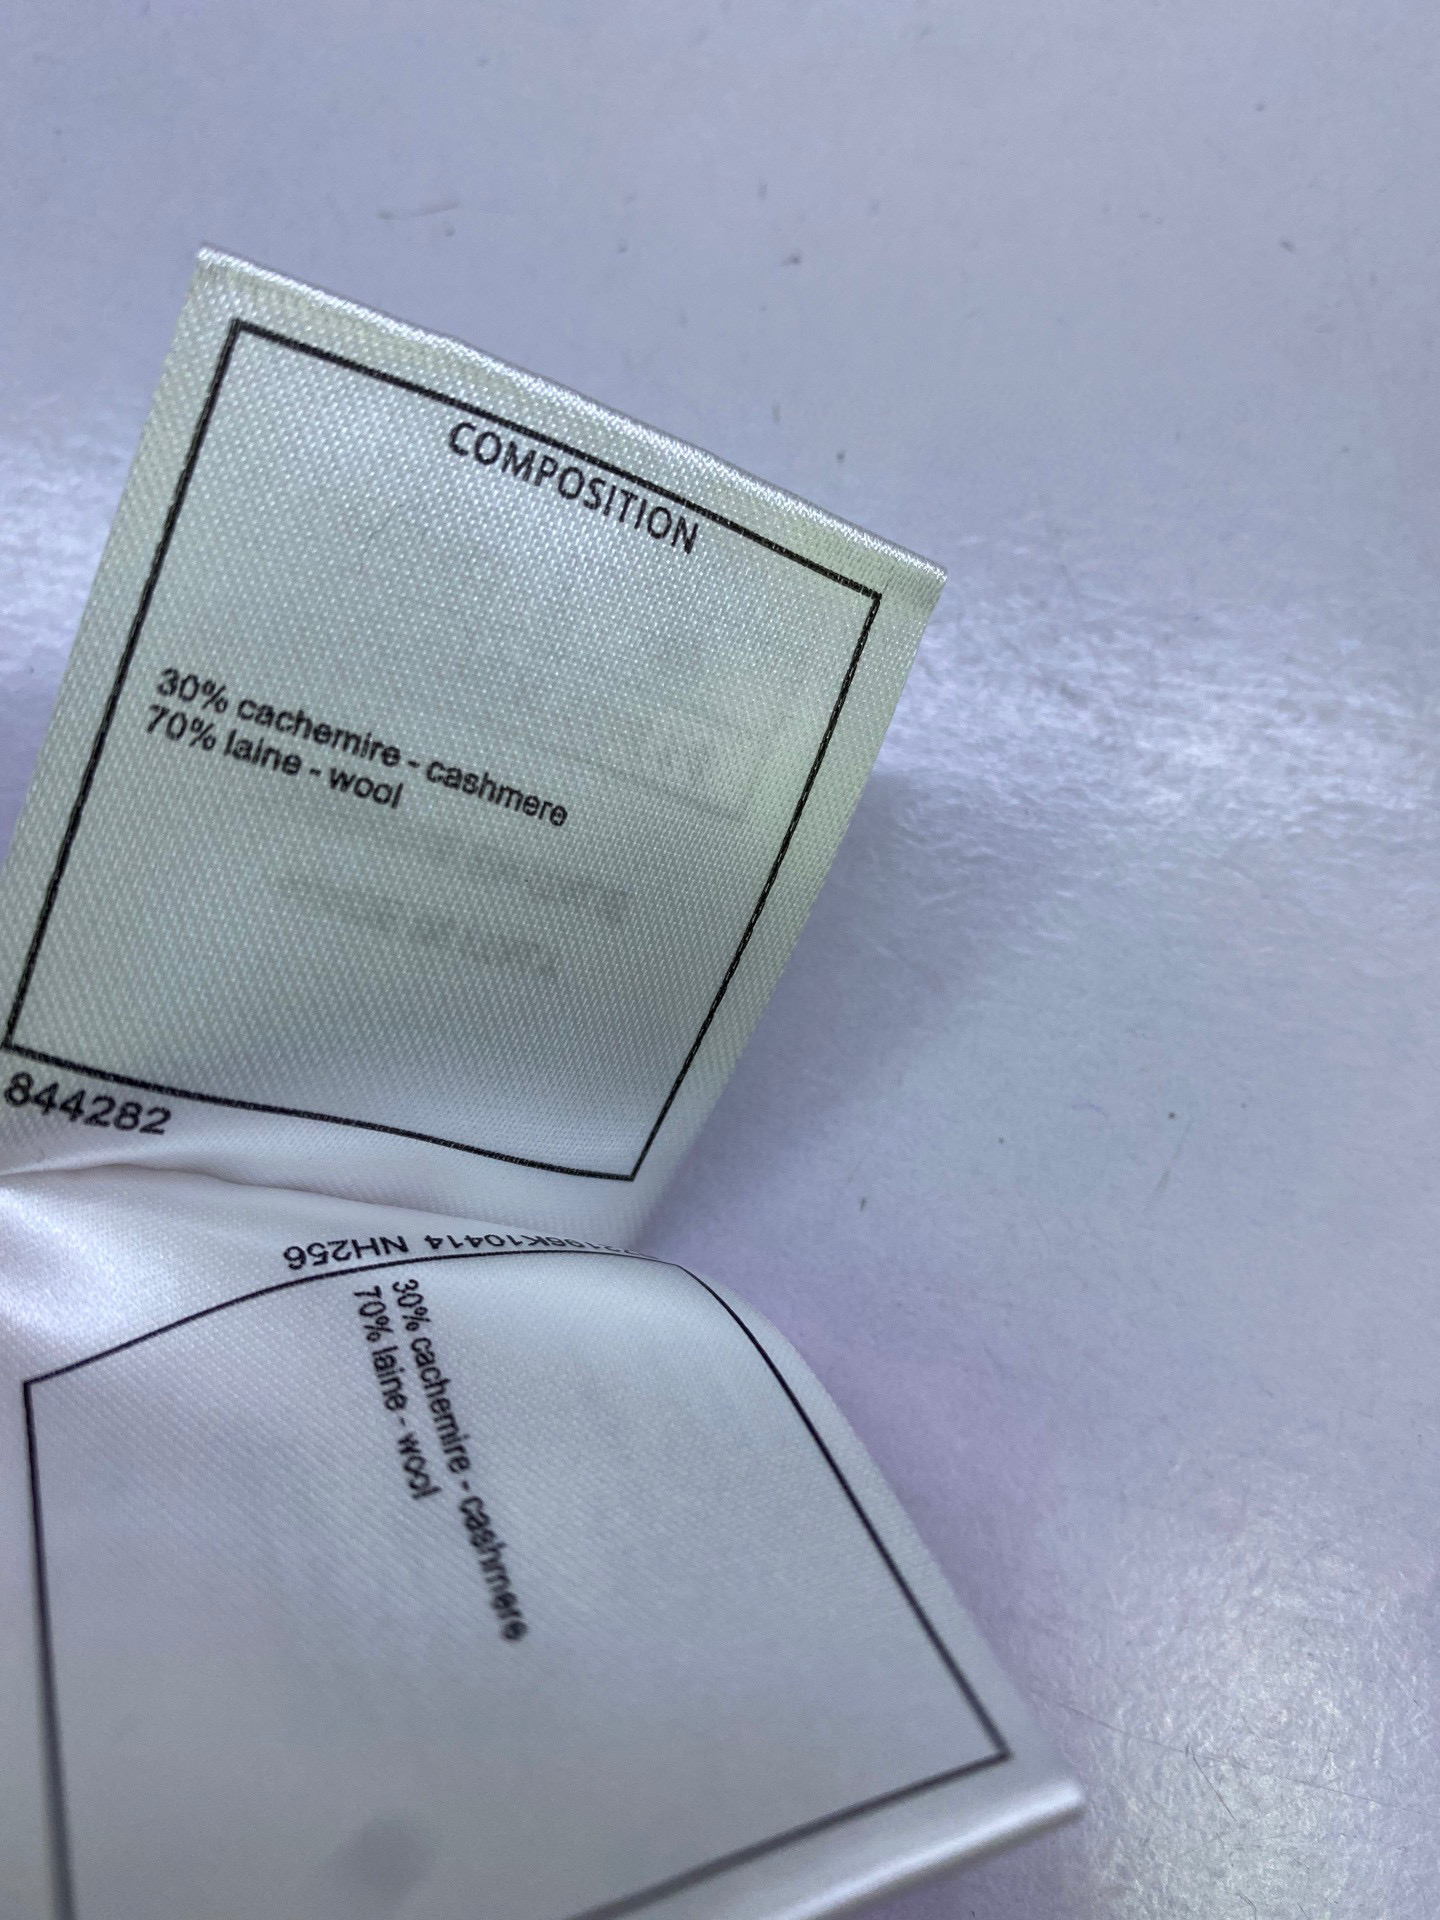 COMPOSITION
30% cachemire - cashmere
70% laine - wool
844282
K10414 NH256
30% cachemire - cashmere
70% laine - wool